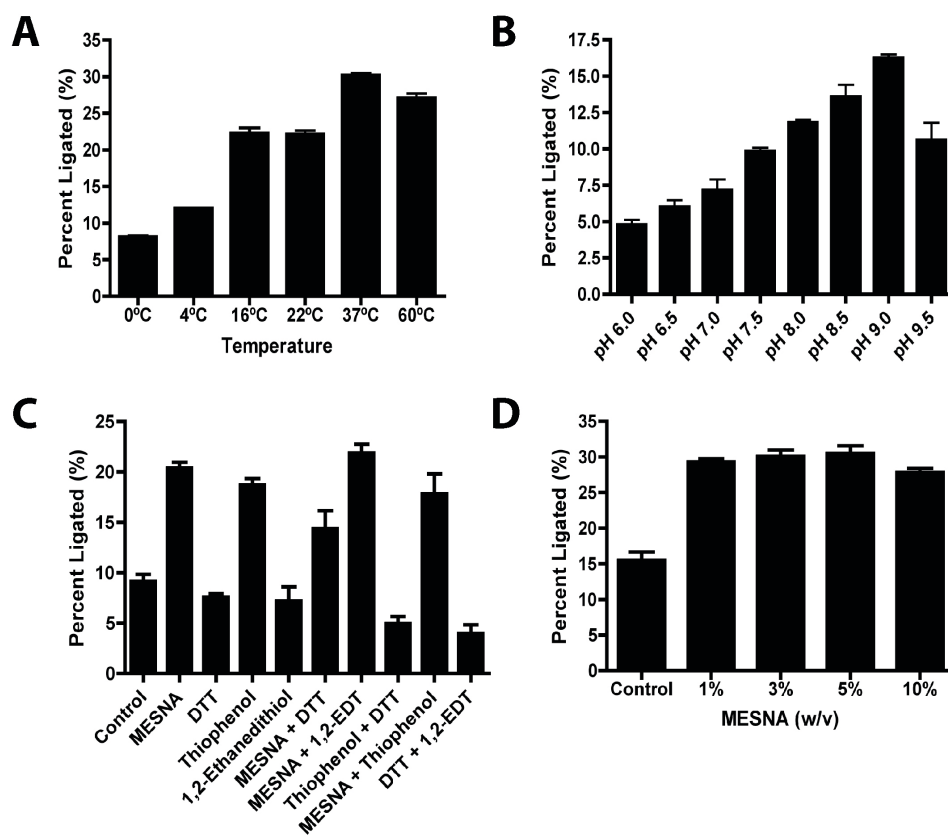 A
Percent Ligated (%)
35
30
25
20
15
10
5
0
0ºC 4ºC 16ºC 22ºC 37ºC 60ºC
Temperature
B
Percent Ligated (%)
17.5
15.0
12.5
10.0
7.5
5.0
2.5
0.0
pH 6.0
pH 6.5
pH 7.0
pH 7.5
pH 8.0
pH 8.5
pH 9.0
pH 9.5
C
Percent Ligated (%)
25
20
15
10
5
0
Control
MESNA
DTT
Thiophenol
1,2-Ethanedithiol
MESNA + DTT
MESNA + 1,2-EDT
Thiophenol + DTT
MESNA + Thiophenol
DTT + 1,2-EDT
D
Percent Ligated (%)
35
30
25
20
15
10
5
0
Control 1% 3% 5% 10%
MESNA (w/v)